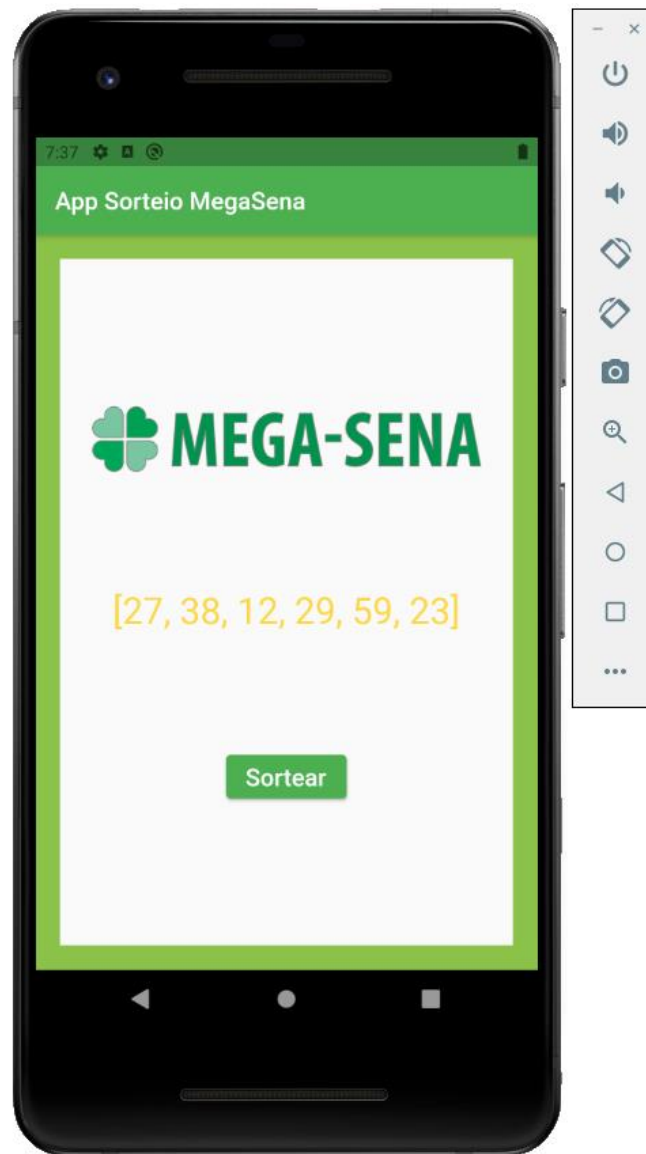 7:37
App Sorteio MegaSena
MEGA-SENA
[27, 38, 12, 29, 59, 23]
Sortear